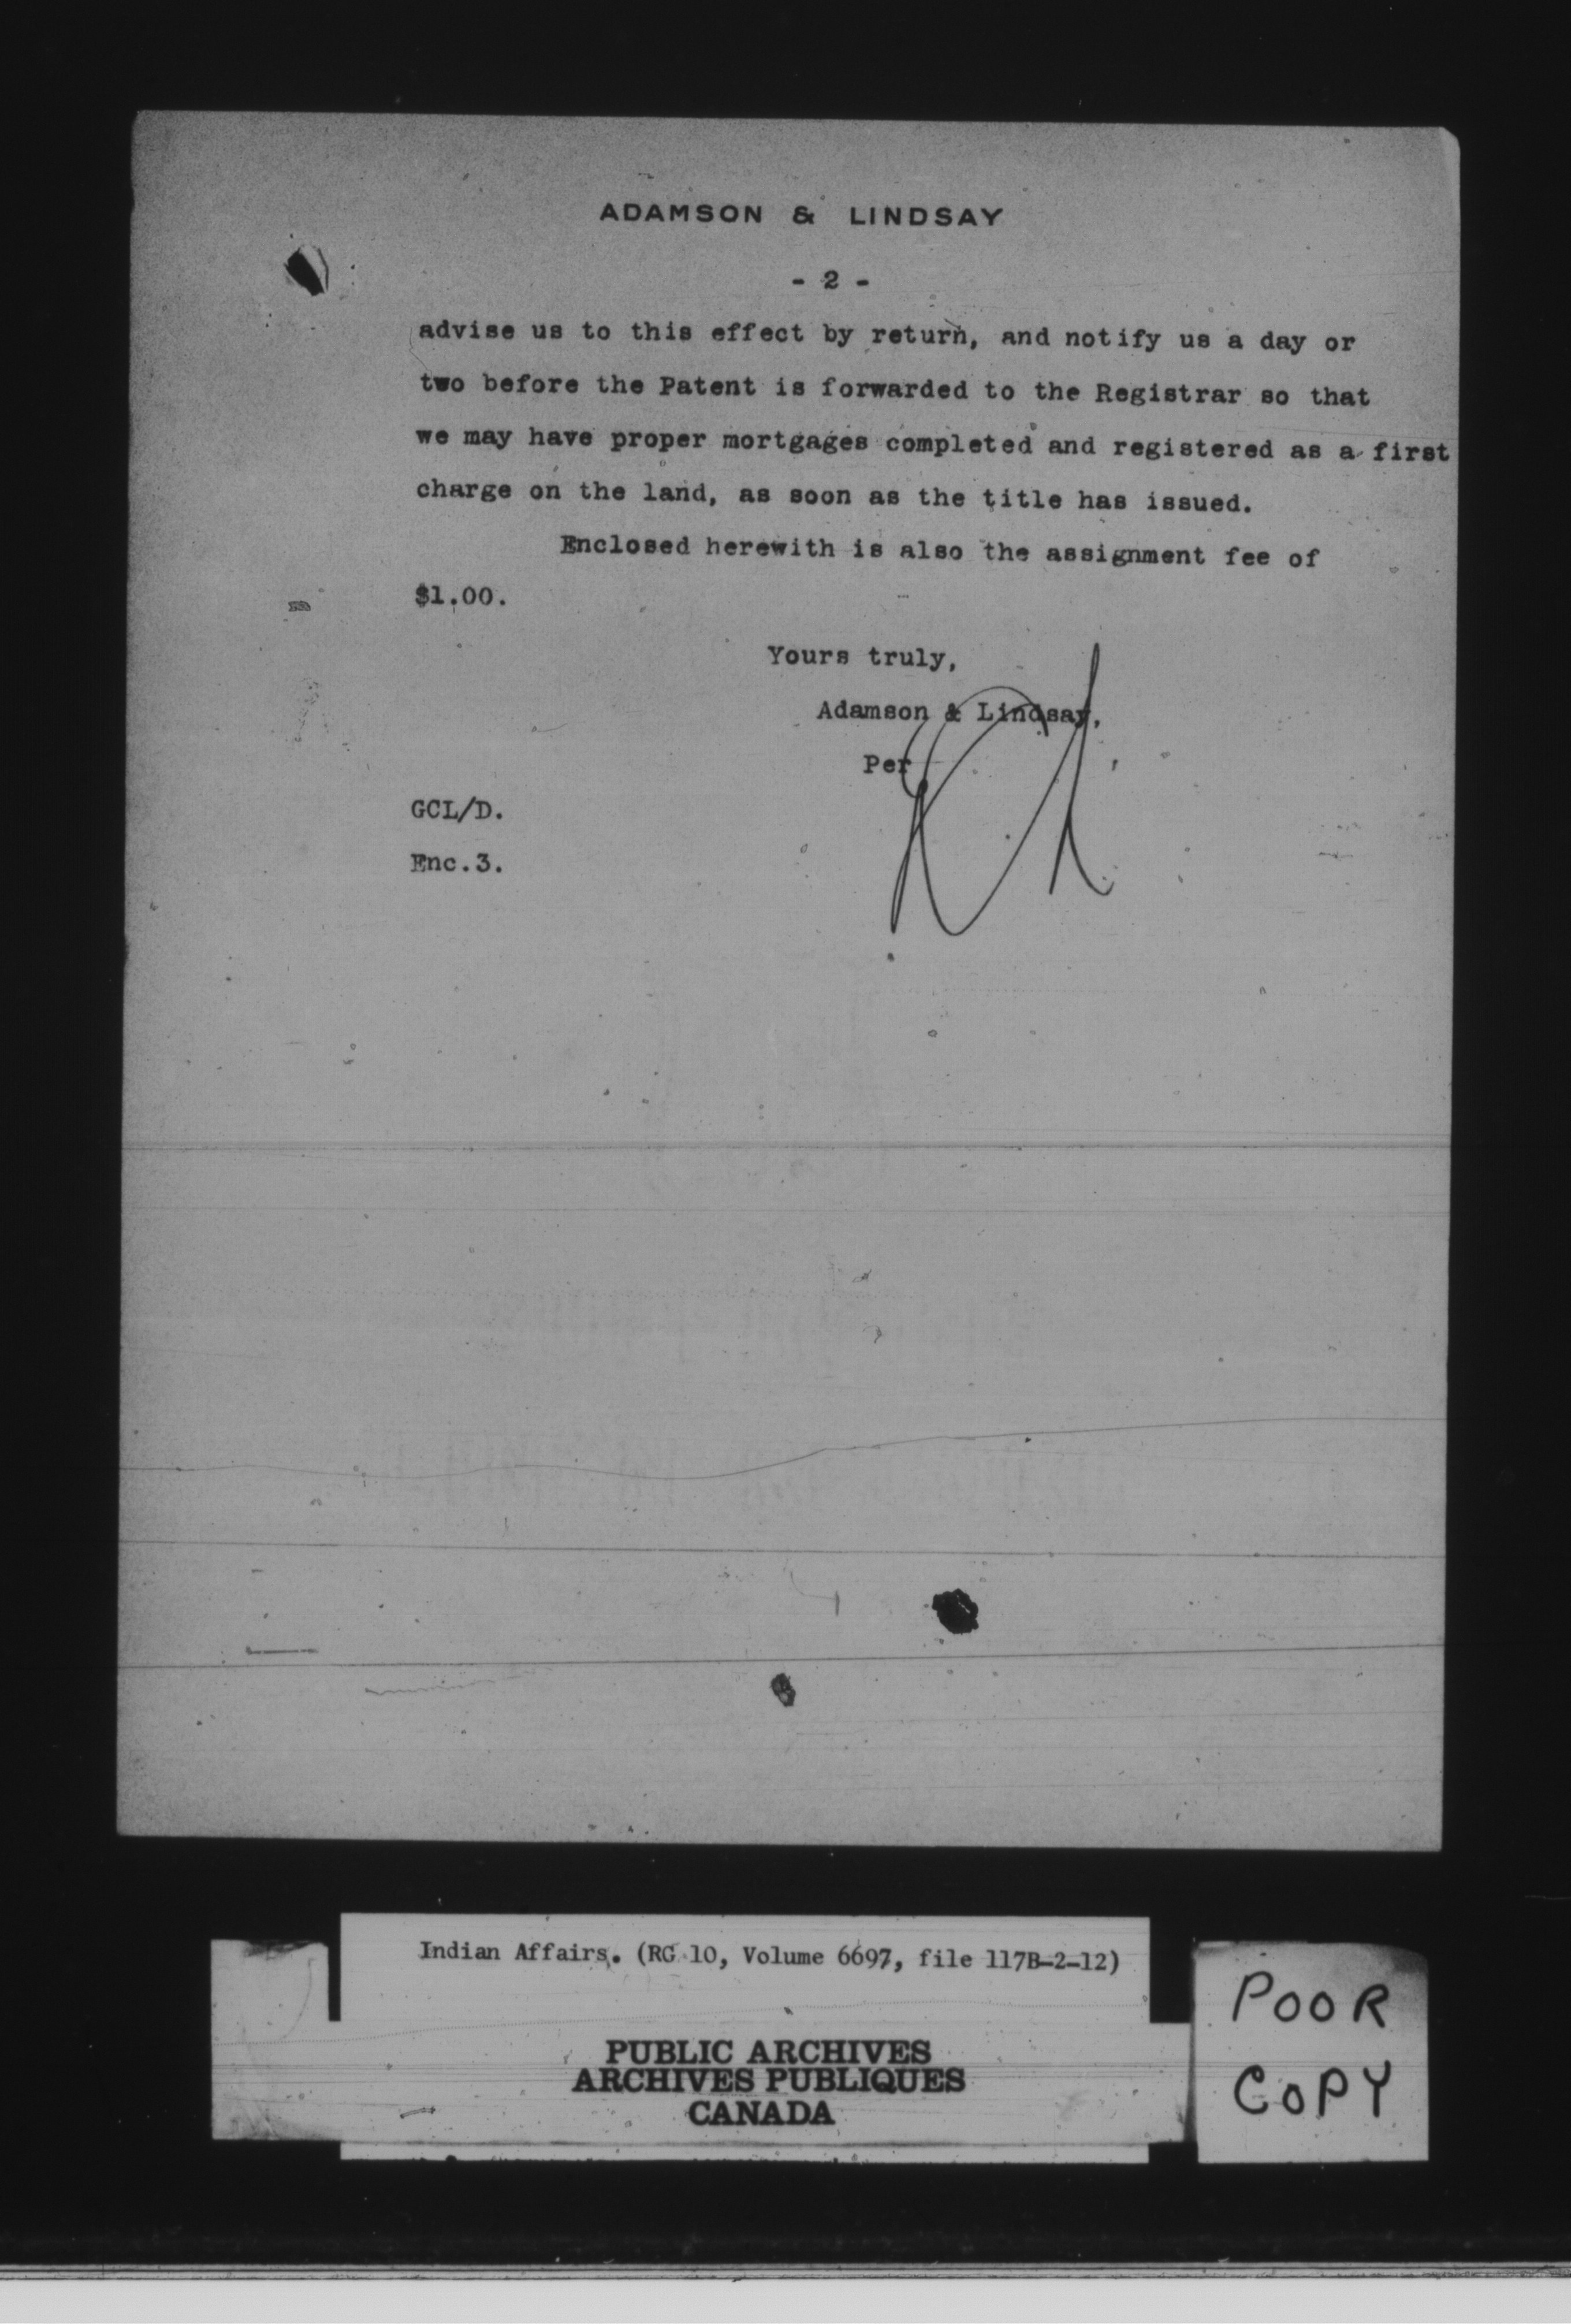 ADAMSON & LINDSAY
- 2 -
advise us to this effect by return, and notify us a day or
two before the Patent is forwarded to the Registrar so that
we may have proper mortgages completed and registered as a first
charge on the land, as soon as the title has issued.
Enclosed herewith is also the assignment fee of
$1.00.
Yours truly,
Adamson & Lindsay,
Per
GCL/D.
Enc.3.
Indian Affairs. (RG 10, Volume 6697, file 117B-2-12)
PUBLIC ARCHIVES
ARCHIVES PUBLIQUES
CANADA
POOR
COPY